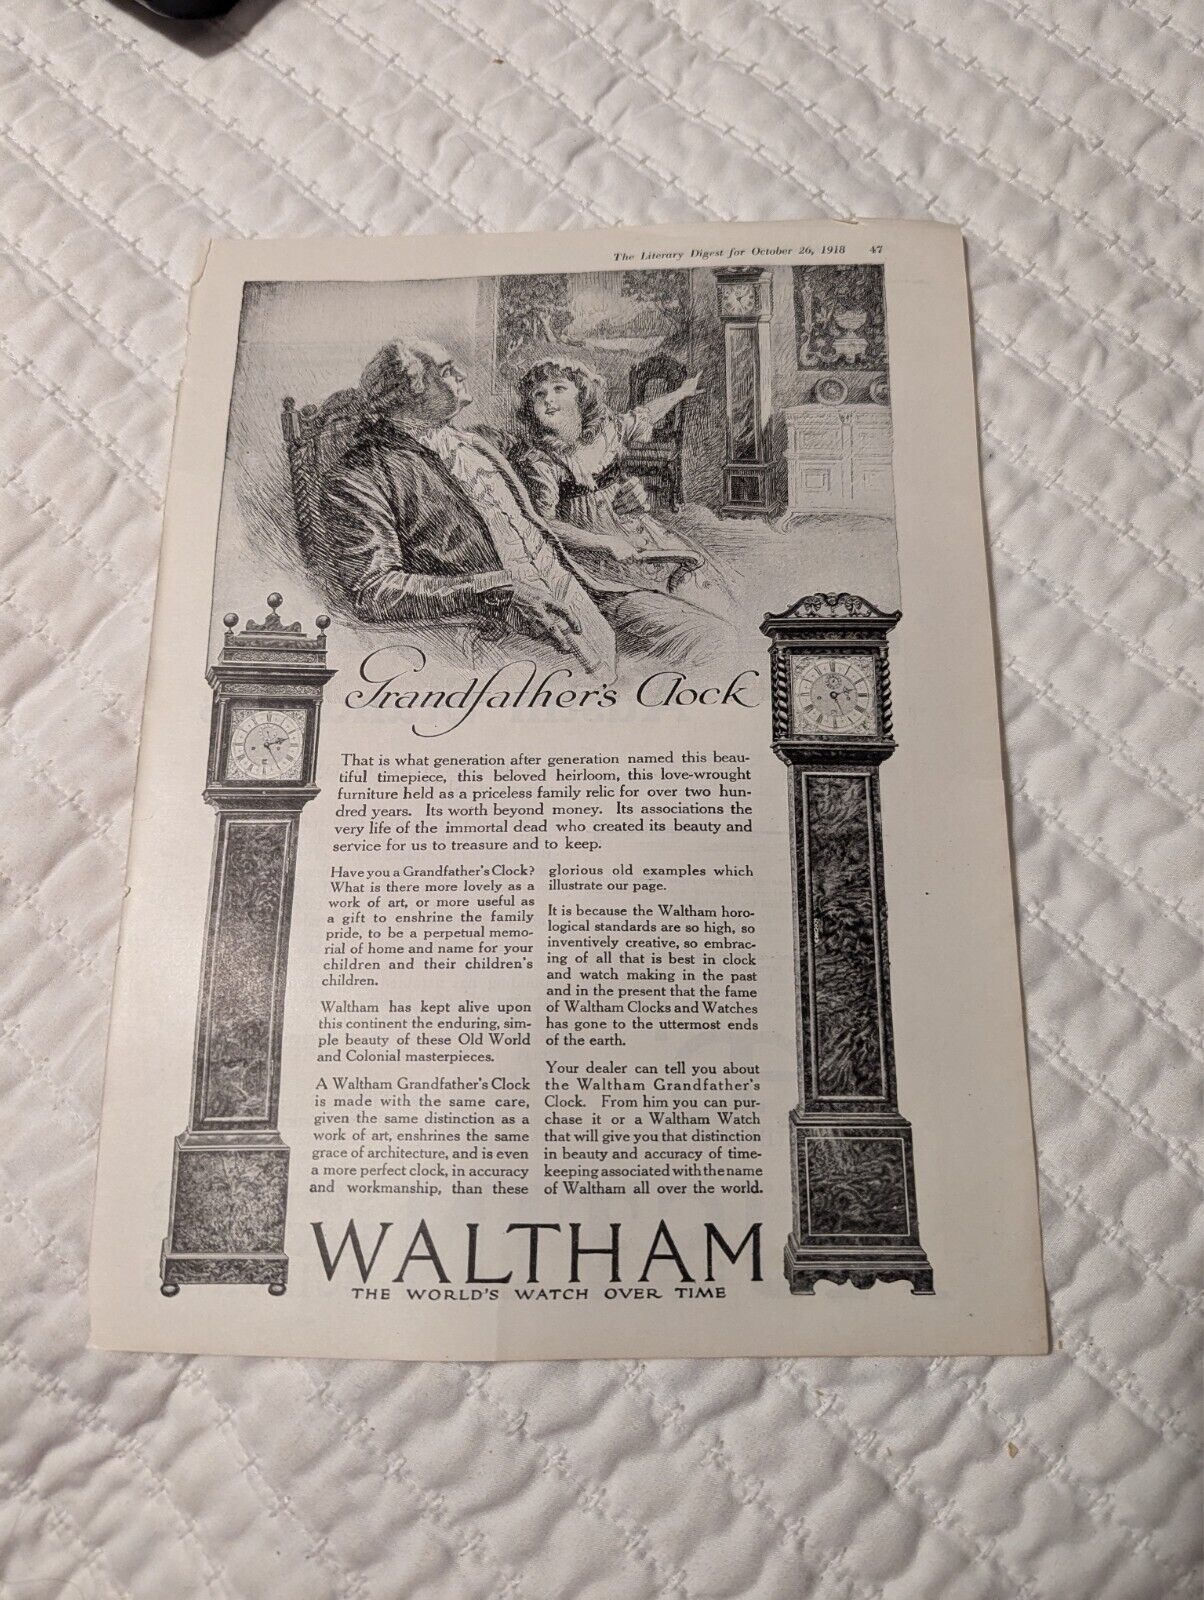 The Literary Digest for October 26, 1918 47
Grandfather's Clock
That is what generation after generation named this beau-
tiful timepiece, this beloved heirloom, this love-wrought
furniture held as a priceless family relic for over two hun-
dred years. Its worth beyond money. Its associations the
very life of the immortal dead who created its beauty and
service for us to treasure and to keep.
Have you a Grandfather's Clock?
What is there more lovely as a
work of art, or more useful as
a gift to enshrine the family
pride, to be a perpetual memo-
rial of home and name for your
children and their children's
children.
Waltham has kept alive upon
this continent the enduring, sim-
ple beauty of these Old World
and Colonial masterpieces.
A Waltham Grandfather's Clock
is made with the same care,
given the same distinction as a
work of art, enshrines the same
grace of architecture, and is even
a more perfect clock, in accuracy
and workmanship, than these
glorious old examples which
illustrate our page.
It is because the Waltham horo-
logical standards are so high, so
inventively creative, so embrac-
ing of all that is best in clock
and watch making in the past
and in the present that the fame
of Waltham Clocks and Watches
has gone to the uttermost ends
of the earth.
Your dealer can tell you about
the Waltham Grandfather's
Clock. From him you can pur-
chase it or a Waltham Watch
that will give you that distinction
in beauty and accuracy of time-
keeping associated with the name
of Waltham all over the world.
WALTHAM
THE WORLD'S WATCH OVER TIME